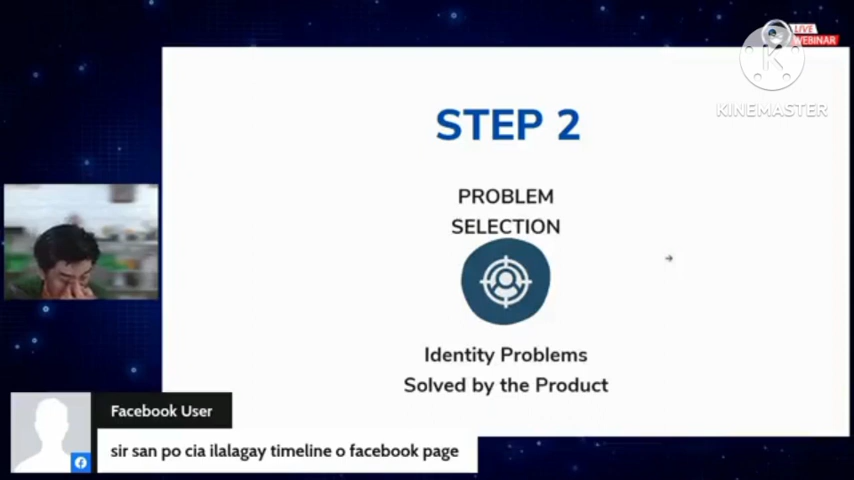 LIVE
WEBINAR
K
KINEMASTER
STEP 2
PROBLEM
SELECTION
Identity Problems
Solved by the Product
Facebook User
sir san po cia ilalagay timeline o facebook page